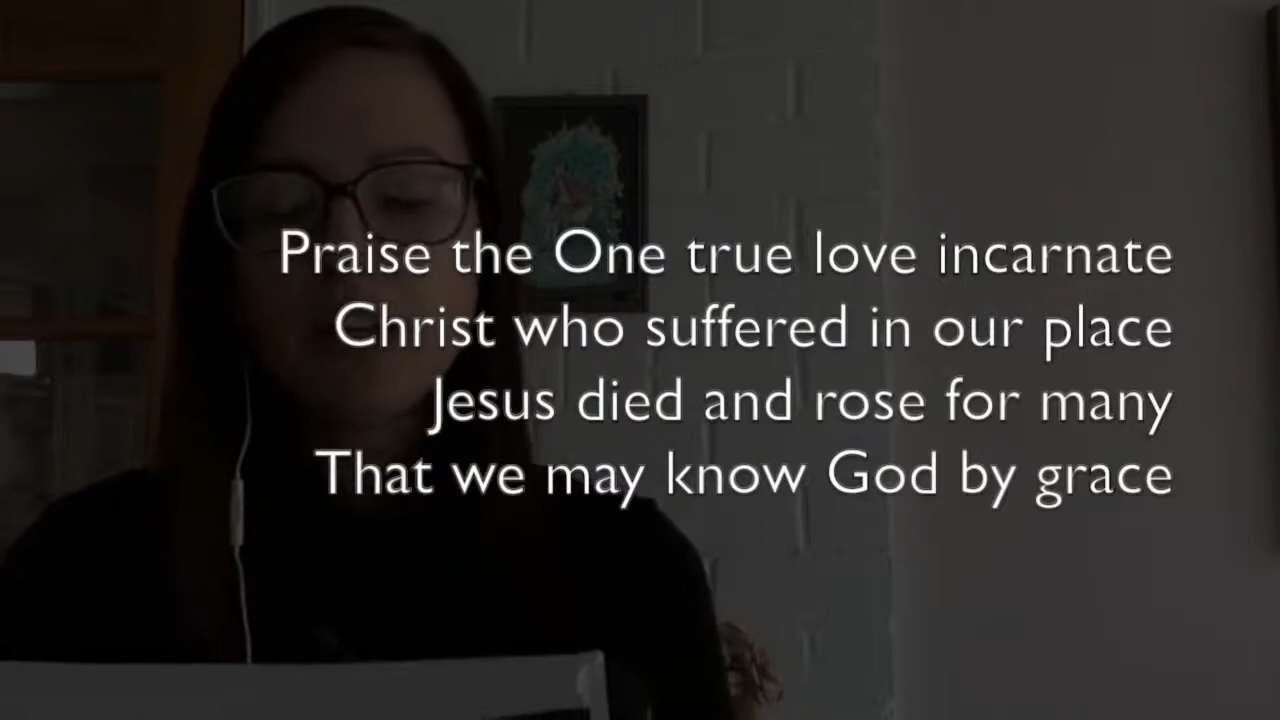 Praise the One true love incarnate
Christ who suffered in our place
Jesus died and rose for many
That we may know God by grace